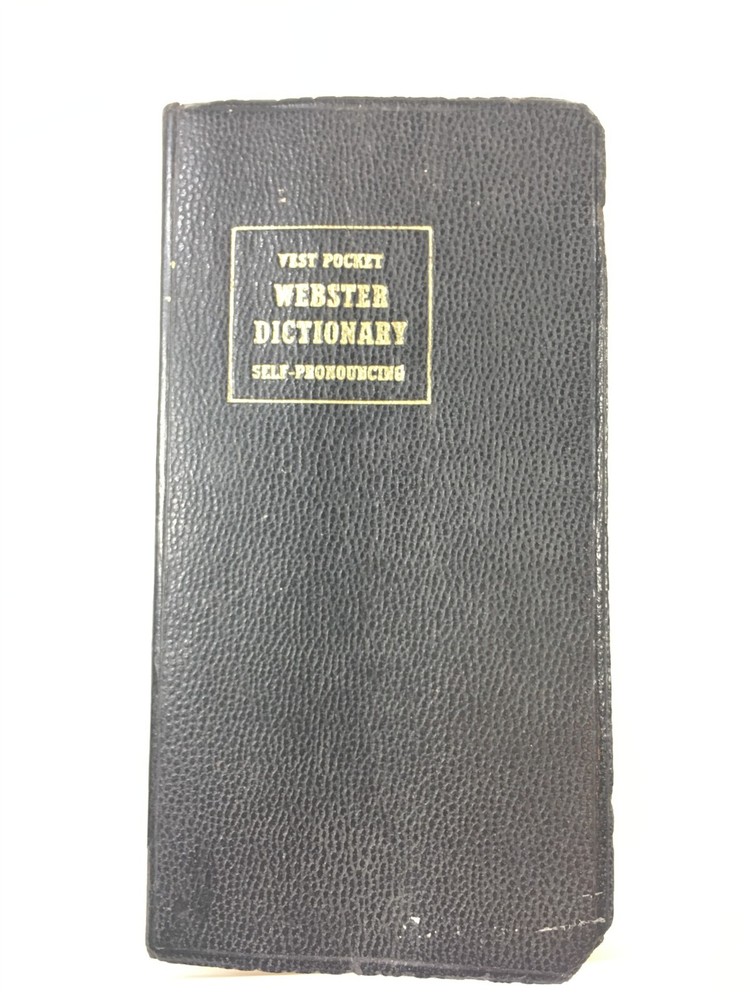 VEST POCKET
WEBSTER
DICTIONARY
SELF-PRONOUNCING